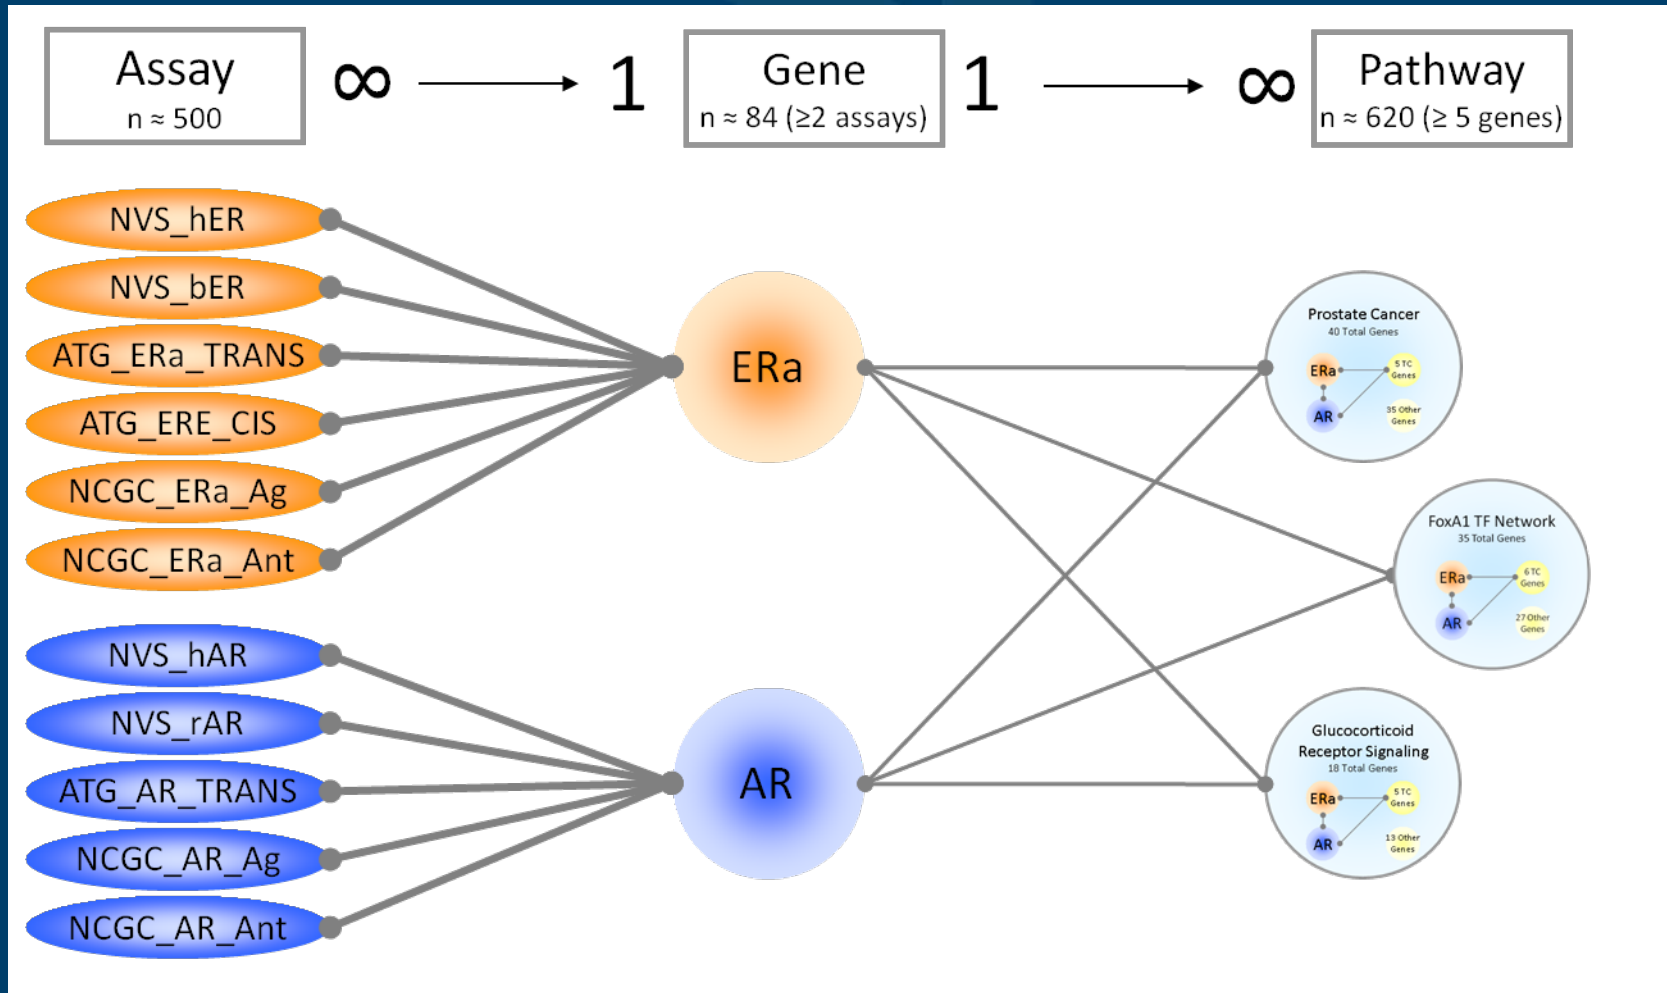 Assay
n ≈ 500
∞
1
Gene
n ≈ 84 (≥2 assays)
1
∞
Pathway
n ≈ 620 (≥ 5 genes)
NVS_hER
NVS_bER
ATG_ERa_TRANS
ATG_ERE_CIS
NCGC_ERa_Ag
NCGC_ERa_Ant
NVS_hAR
NVS_rAR
ATG_AR_TRANS
NCGC_AR_Ag
NCGC_AR_Ant
ERa
AR
Prostate Cancer
40 Total Genes
ERa
5 TC
Genes
AR
35 Other
Genes
FoxA1 TF Network
35 Total Genes
ERa
6 TC
Genes
AR
27 Other
Genes
Glucocorticoid
Receptor Signaling
18 Total Genes
ERa
5 TC
Genes
AR
13 Other
Genes